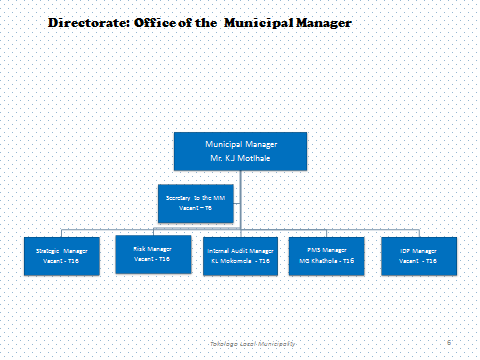 Directorate: Office of the Municipal Manager
Municipal Manager
Mr. KJ Motlhale
Secretary to the MM
Vacant – T6
Strategic Manager
Vacant - T16
Risk Manager
Vacant - T16
Internal Audit Manager
KL Mokomela - T16
PMS Manager
MG Khathola - T16
IDP Manager
Vacant - T16
Tokologo Local Municipality
6